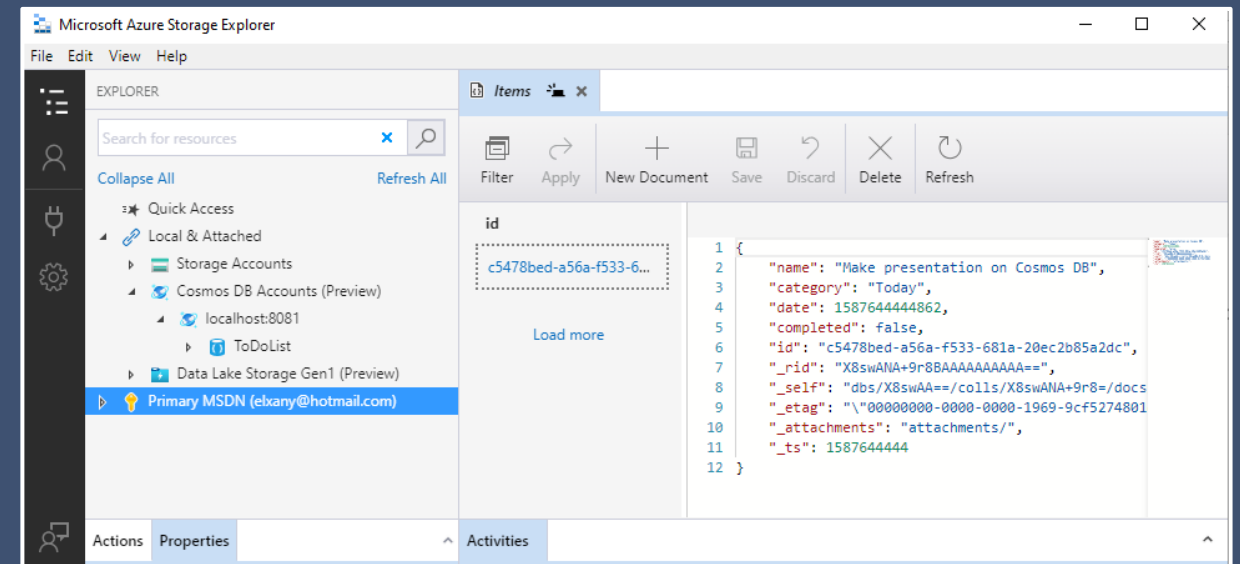 Microsoft Azure Storage Explorer
File Edit View Help
EXPLORER
Search for resources
Collapse All Refresh All
Quick Access
Local & Attached
Storage Accounts
Cosmos DB Accounts (Preview)
localhost:8081
ToDoList
Data Lake Storage Gen1 (Preview)
Primary MSDN (elxany@hotmail.com)
Actions Properties
Items
Filter Apply New Document Save Discard Delete Refresh
id
c5478bed-a56a-f533-6...
Load more
1 {
2 "name": "Make presentation on Cosmos DB",
3 "category": "Today",
4 "date": 1587644444862,
5 "completed": false,
6 "id": "c5478bed-a56a-f533-681a-20ec2b85a2dc",
7 "_rid": "X8swANA+9r8BAAAAAAAAAA==",
8 "_self": "dbs/X8swAA==/colls/X8swANA+9r8=/docs
9 "_etag": "\"00000000-0000-0000-1969-9cf5274801
10 "_attachments": "attachments/",
11 "_ts": 1587644444
12 }
Activities